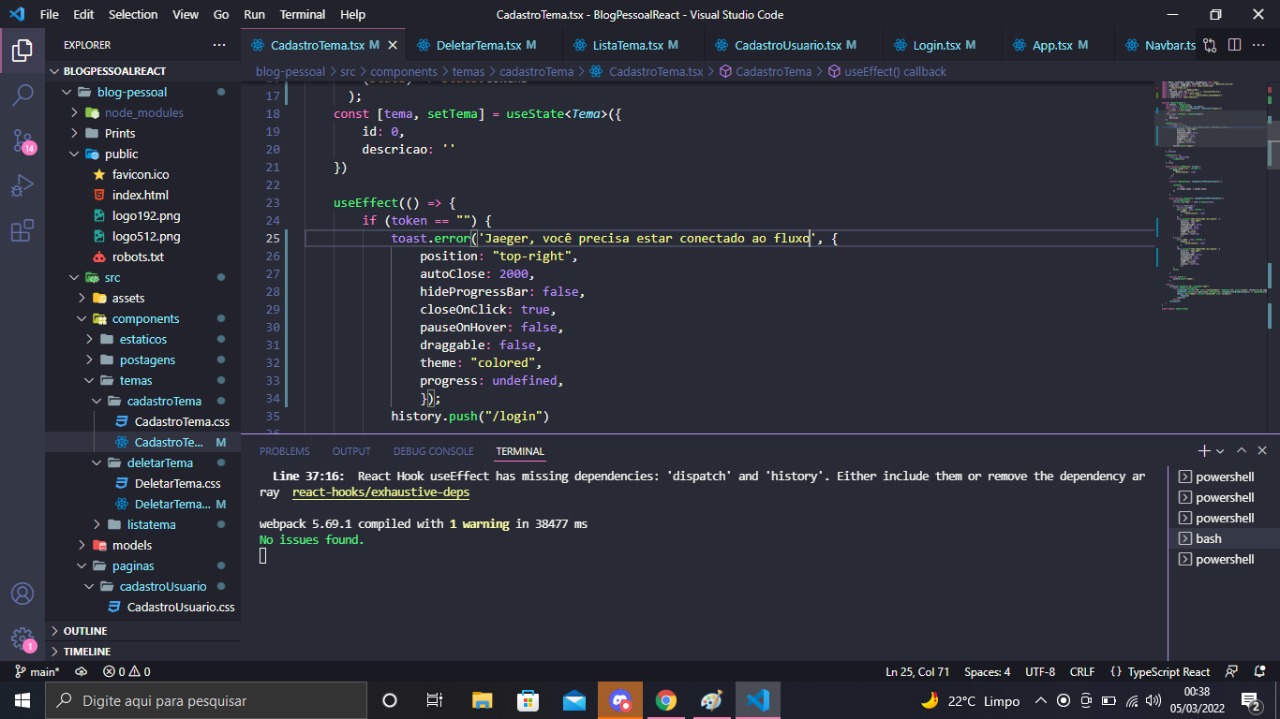 File Edit Selection View Go Run Terminal Help
CadastroTema.tsx - BlogPessoalReact - Visual Studio Code
EXPLORER
CadastroTema.tsx M
DeletarTema.tsx M
ListaTema.tsx M
CadastroUsuario.tsx M
Login.tsx M
App.tsx M
Navbar.ts
BLOGPESSOALREACT
blog-pessoal
node_modules
Prints
public
favicon.ico
index.html
logo192.png
logo512.png
robots.txt
src
assets
components
estaticos
postagens
temas
cadastroTema
CadastroTema.css
CadastroTe... M
deletarTema
DeletarTema.css
DeletarTema... M
listatema
models
paginas
cadastroUsuario
CadastroUsuario.css
OUTLINE
TIMELINE
14
1
blog-pessoal > src > components > temas > cadastroTema > CadastroTema.tsx > CadastroTema > useEffect() callback
17 );
18 const [tema, setTema] = useState<Tema>({
19 id: 0,
20 descricao: ''
21 })
22
23 useEffect(() => {
24 if (token == "") {
25 toast.error('Jaeger, você precisa estar conectado ao fluxo', {
26 position: "top-right",
27 autoClose: 2000,
28 hideProgressBar: false,
29 closeOnClick: true,
30 pauseOnHover: false,
31 draggable: false,
32 theme: "colored",
33 progress: undefined,
34 });
35 history.push("/login")
PROBLEMS OUTPUT DEBUG CONSOLE TERMINAL
Line 37:16: React Hook useEffect has missing dependencies: 'dispatch' and 'history'. Either include them or remove the dependency ar
ray react-hooks/exhaustive-deps
webpack 5.69.1 compiled with 1 warning in 38477 ms
No issues found.
powershell
powershell
powershell
bash
powershell
main* 0 0
Ln 25, Col 71 Spaces: 4 UTF-8 CRLF {} TypeScript React
Digite aqui para pesquisar
22°C Limpo
00:38
05/03/2022
2